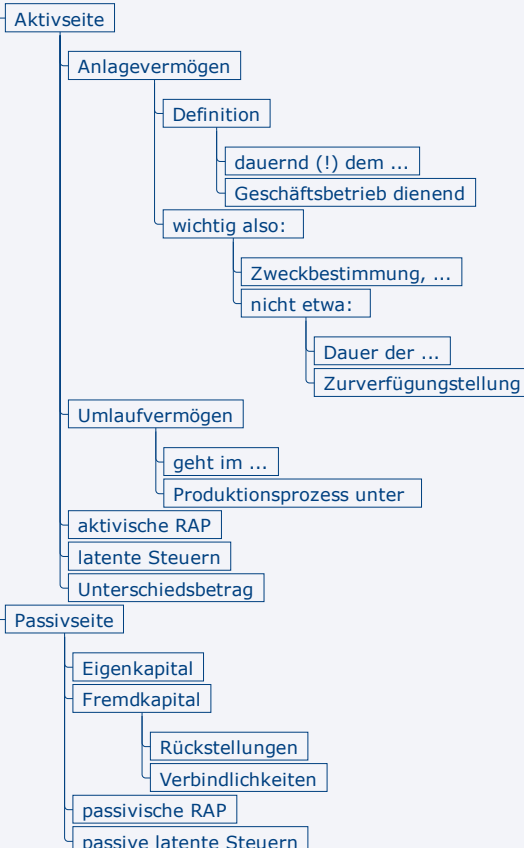 Aktivseite
Anlagevermögen
Definition
dauernd (!) dem ...
Geschäftsbetrieb dienend
wichtig also:
Zweckbestimmung, ...
nicht etwa:
Dauer der ...
Zurverfügungstellung
Umlaufvermögen
geht im ...
Produktionsprozess unter
aktivische RAP
latente Steuern
Unterschiedsbetrag
Passivseite
Eigenkapital
Fremdkapital
Rückstellungen
Verbindlichkeiten
passivische RAP
passive latente Steuern